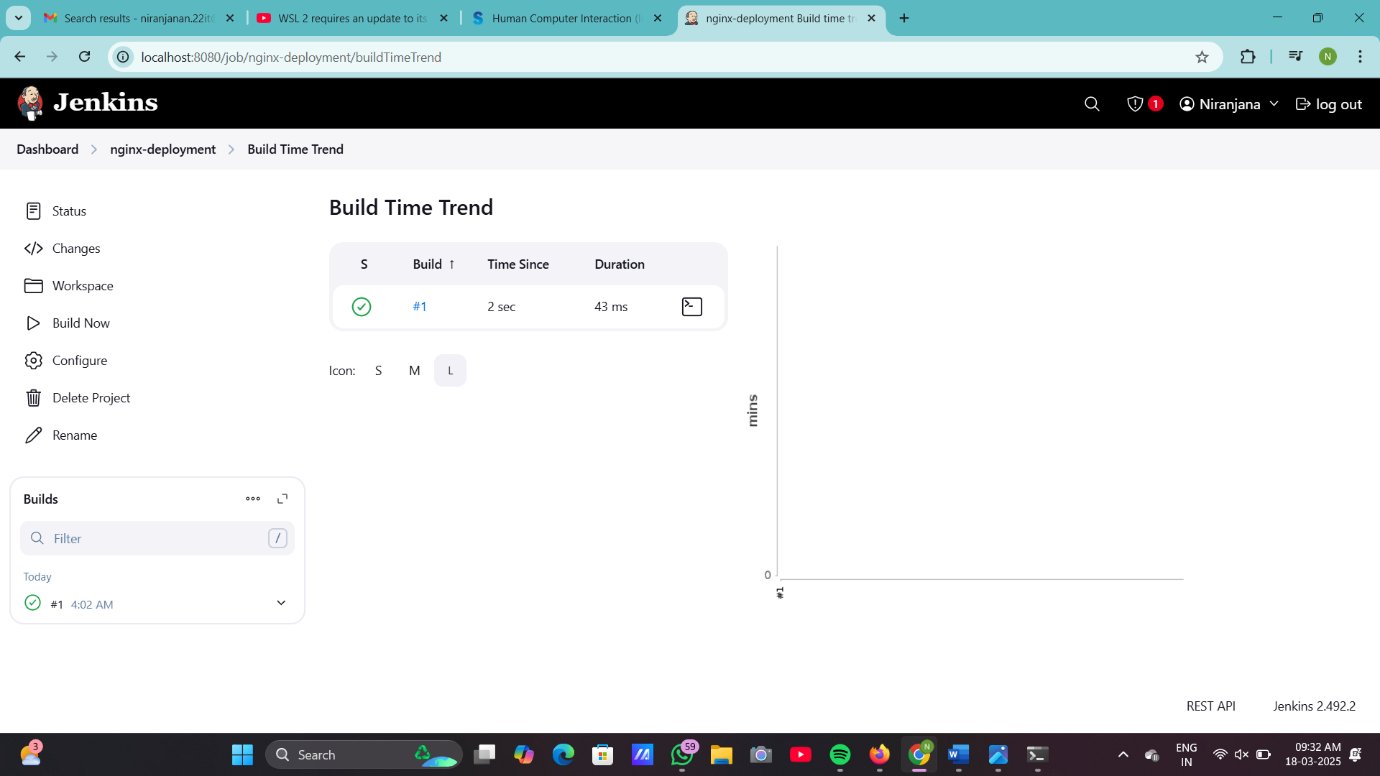 Search results - niranjanan.22it
WSL 2 requires an update to its
Human Computer Interaction (
nginx-deployment Build time tr
localhost:8080/job/nginx-deployment/buildTimeTrend
N
Jenkins
1
Niranjana
log out
Dashboard
nginx-deployment
Build Time Trend
Status
Changes
Workspace
Build Now
Configure
Delete Project
Rename
Builds
Filter
/
Today
#1 4:02 AM
Build Time Trend
S Build ↑ Time Since Duration
#1 2 sec 43 ms
Icon: S M L
mins
0
#1
REST API
Jenkins 2.492.2
3
Search
59
N
ENG
IN
09:32 AM
18-03-2025